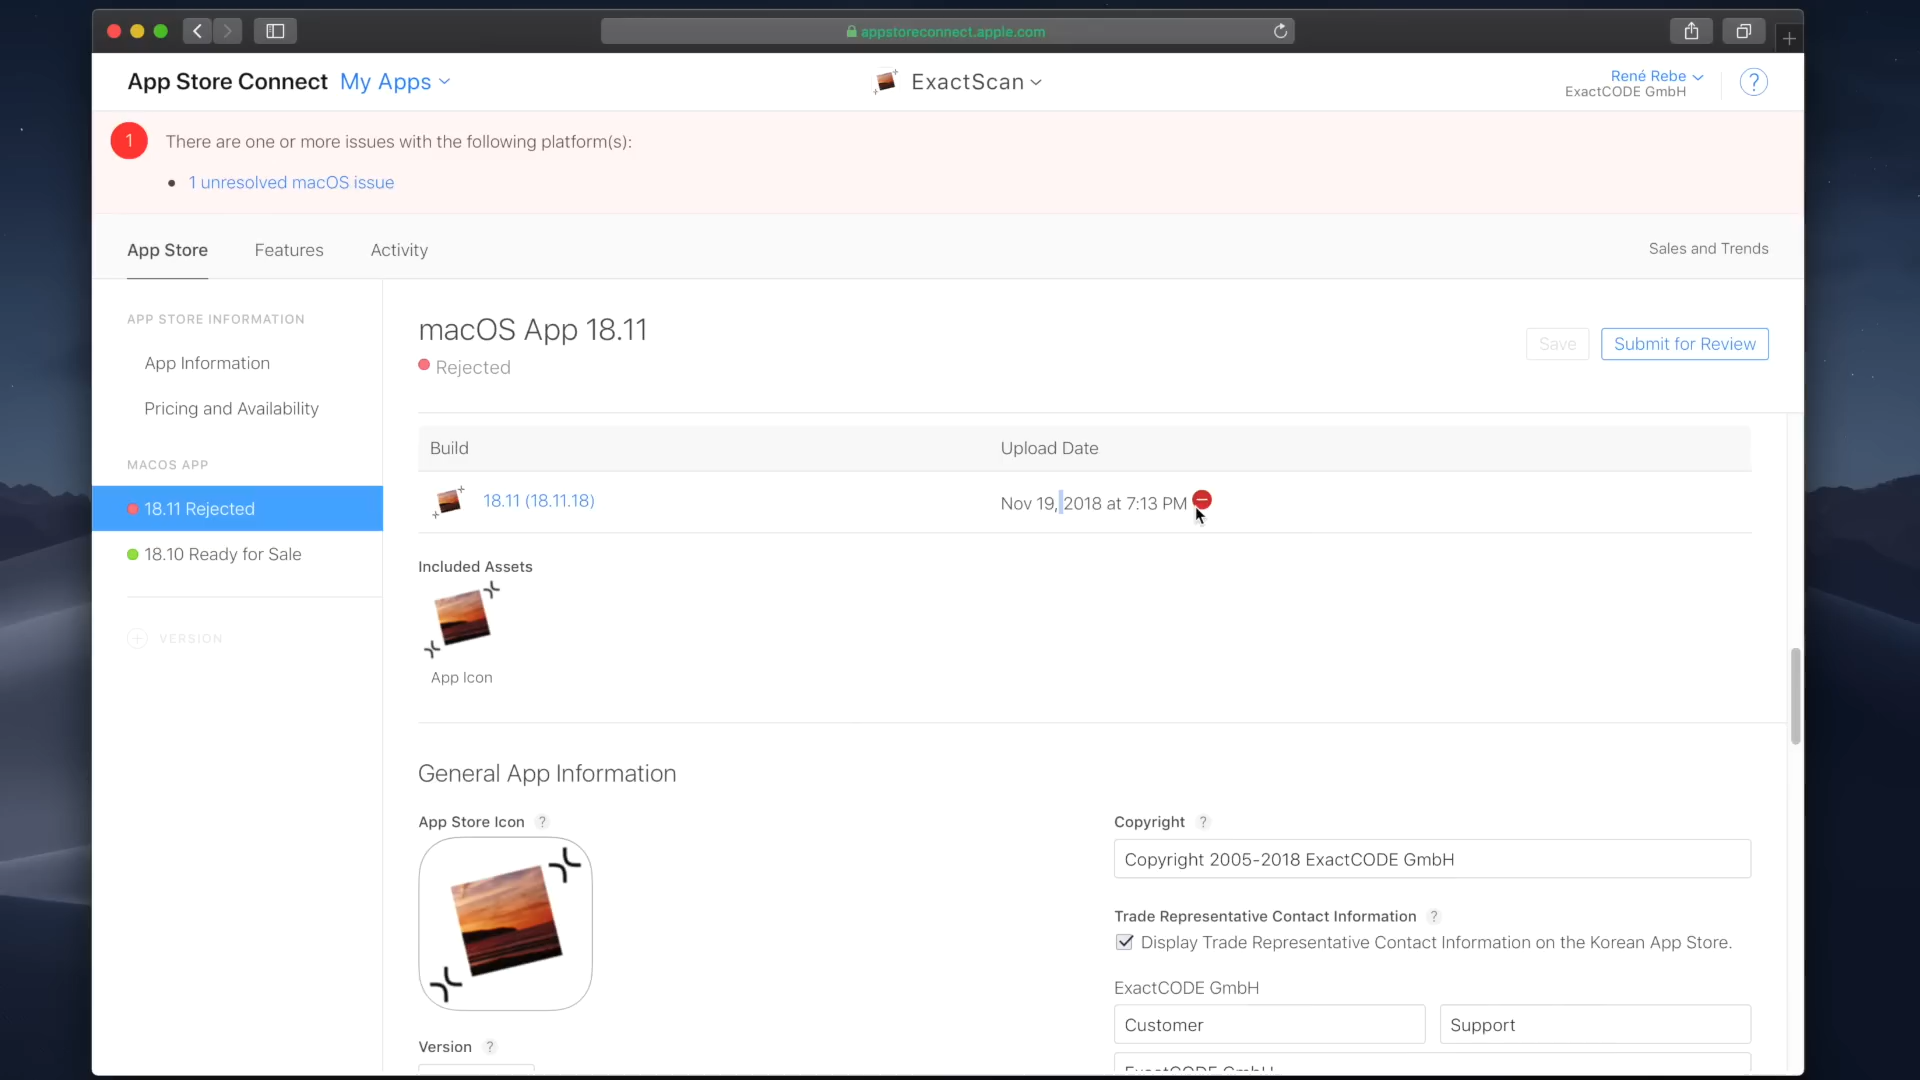 appstoreconnect.apple.com
App Store Connect My Apps
ExactScan
René Rebe
ExactCODE GmbH
?
1
There are one or more issues with the following platform(s):
• 1 unresolved macOS issue
App Store
Features
Activity
Sales and Trends
APP STORE INFORMATION
App Information
Pricing and Availability
MACOS APP
18.11 Rejected
18.10 Ready for Sale
VERSION
macOS App 18.11
Rejected
Save
Submit for Review
Build
Upload Date
18.11 (18.11.18)
Nov 19, 2018 at 7:13 PM
Included Assets
App Icon
General App Information
App Store Icon ?
Version ?
Copyright ?
Copyright 2005-2018 ExactCODE GmbH
Trade Representative Contact Information ?
Display Trade Representative Contact Information on the Korean App Store.
ExactCODE GmbH
Customer
Support
ExactCODE GmbH